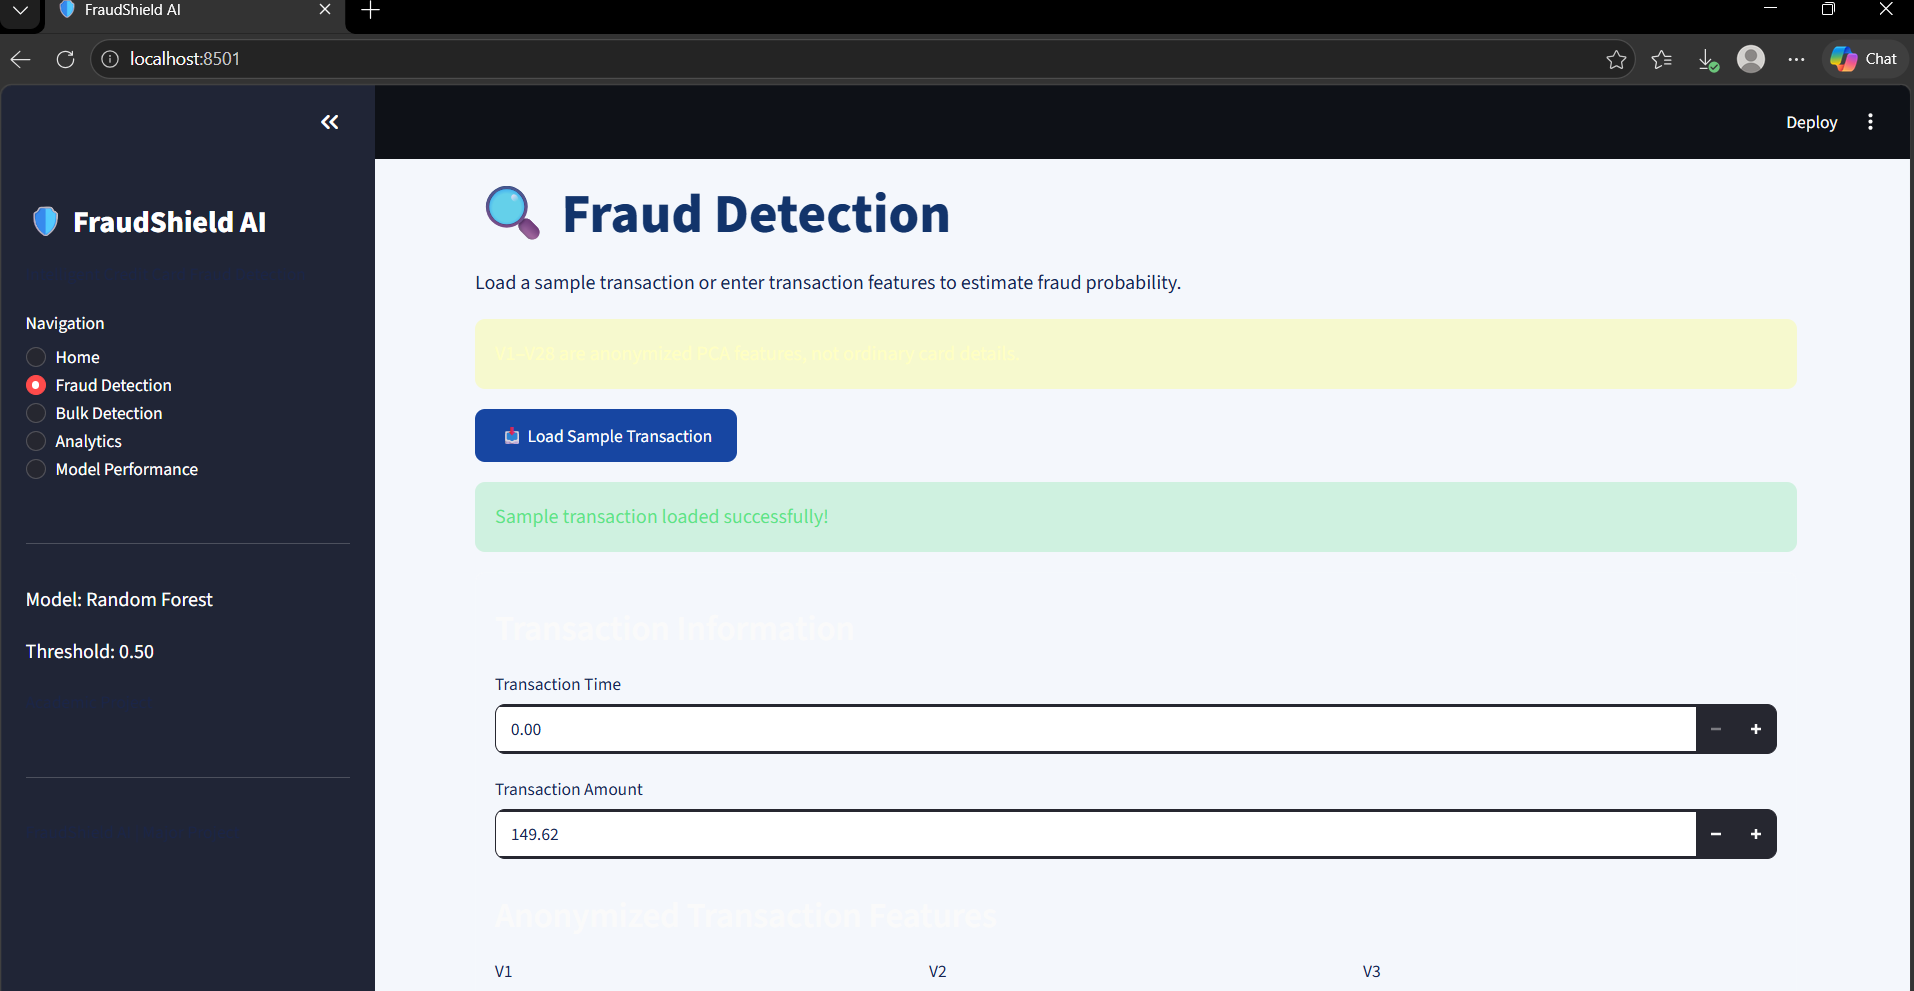 FraudShield AI
localhost:8501
Chat
Deploy
FraudShield AI
Navigation
Home
Fraud Detection
Bulk Detection
Analytics
Model Performance
Model: Random Forest
Threshold: 0.50
Fraud Detection
Load a sample transaction or enter transaction features to estimate fraud probability.
V1–V28 are anonymized PCA features, not ordinary card details.
Load Sample Transaction
Sample transaction loaded successfully!
Transaction Information
Transaction Time
0.00
Transaction Amount
149.62
Anonymized Transaction Features
V1
V2
V3